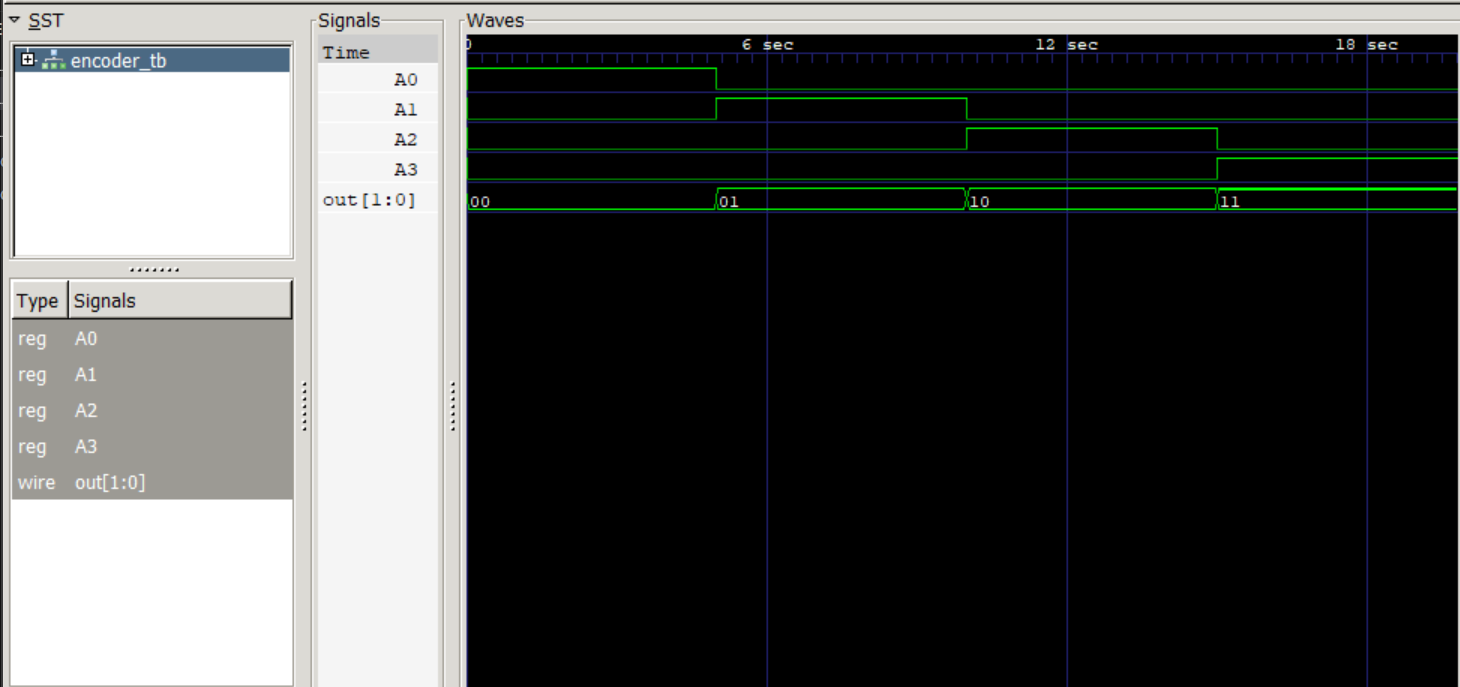 SST
encoder_tb
Type Signals
reg A0
reg A1
reg A2
reg A3
wire out[1:0]
Signals
Time
A0
A1
A2
A3
out[1:0]
Waves
0 6 sec 12 sec 18 sec
00 01 10 11